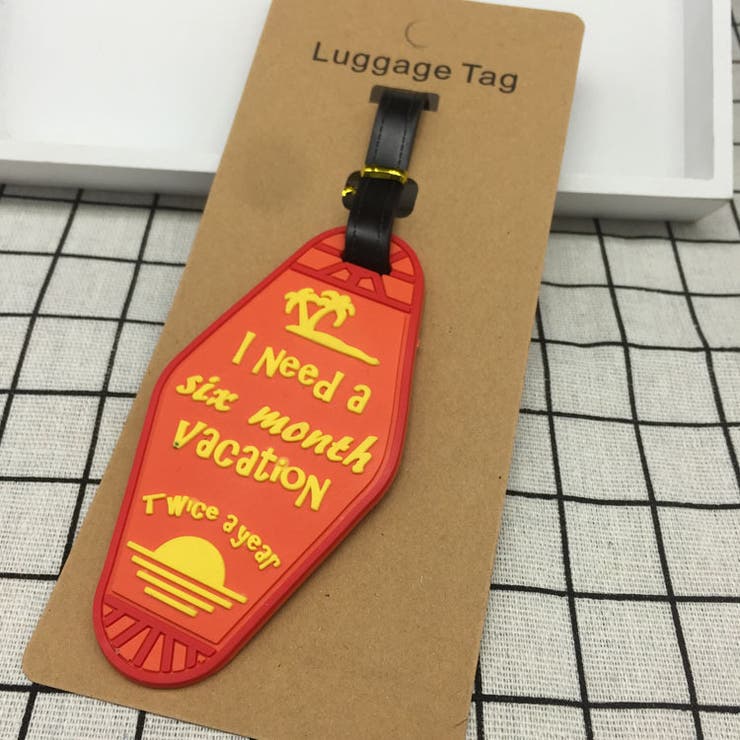 Luggage Tag
I Need a
six month
vacatioN
Twice a year